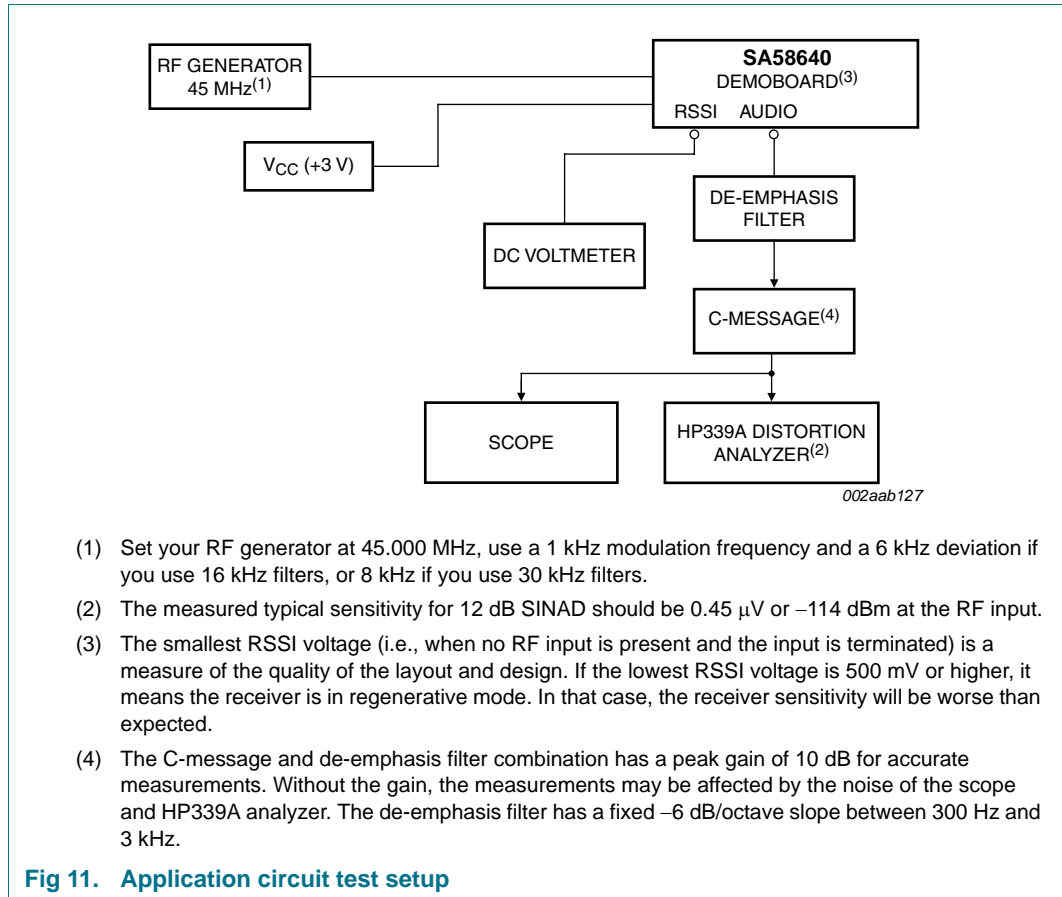 RF GENERATOR
45 MHz(1)
SA58640
DEMOBOARD(3)
RSSI AUDIO
VCC (+3 V)
DE-EMPHASIS
FILTER
DC VOLTMETER
C-MESSAGE(4)
SCOPE
HP339A DISTORTION
ANALYZER(2)
002aab127
(1) Set your RF generator at 45.000 MHz, use a 1 kHz modulation frequency and a 6 kHz deviation if
you use 16 kHz filters, or 8 kHz if you use 30 kHz filters.
(2) The measured typical sensitivity for 12 dB SINAD should be 0.45 μV or −114 dBm at the RF input.
(3) The smallest RSSI voltage (i.e., when no RF input is present and the input is terminated) is a
measure of the quality of the layout and design. If the lowest RSSI voltage is 500 mV or higher, it
means the receiver is in regenerative mode. In that case, the receiver sensitivity will be worse than
expected.
(4) The C-message and de-emphasis filter combination has a peak gain of 10 dB for accurate
measurements. Without the gain, the measurements may be affected by the noise of the scope
and HP339A analyzer. The de-emphasis filter has a fixed −6 dB/octave slope between 300 Hz and
3 kHz.
Fig 11. Application circuit test setup